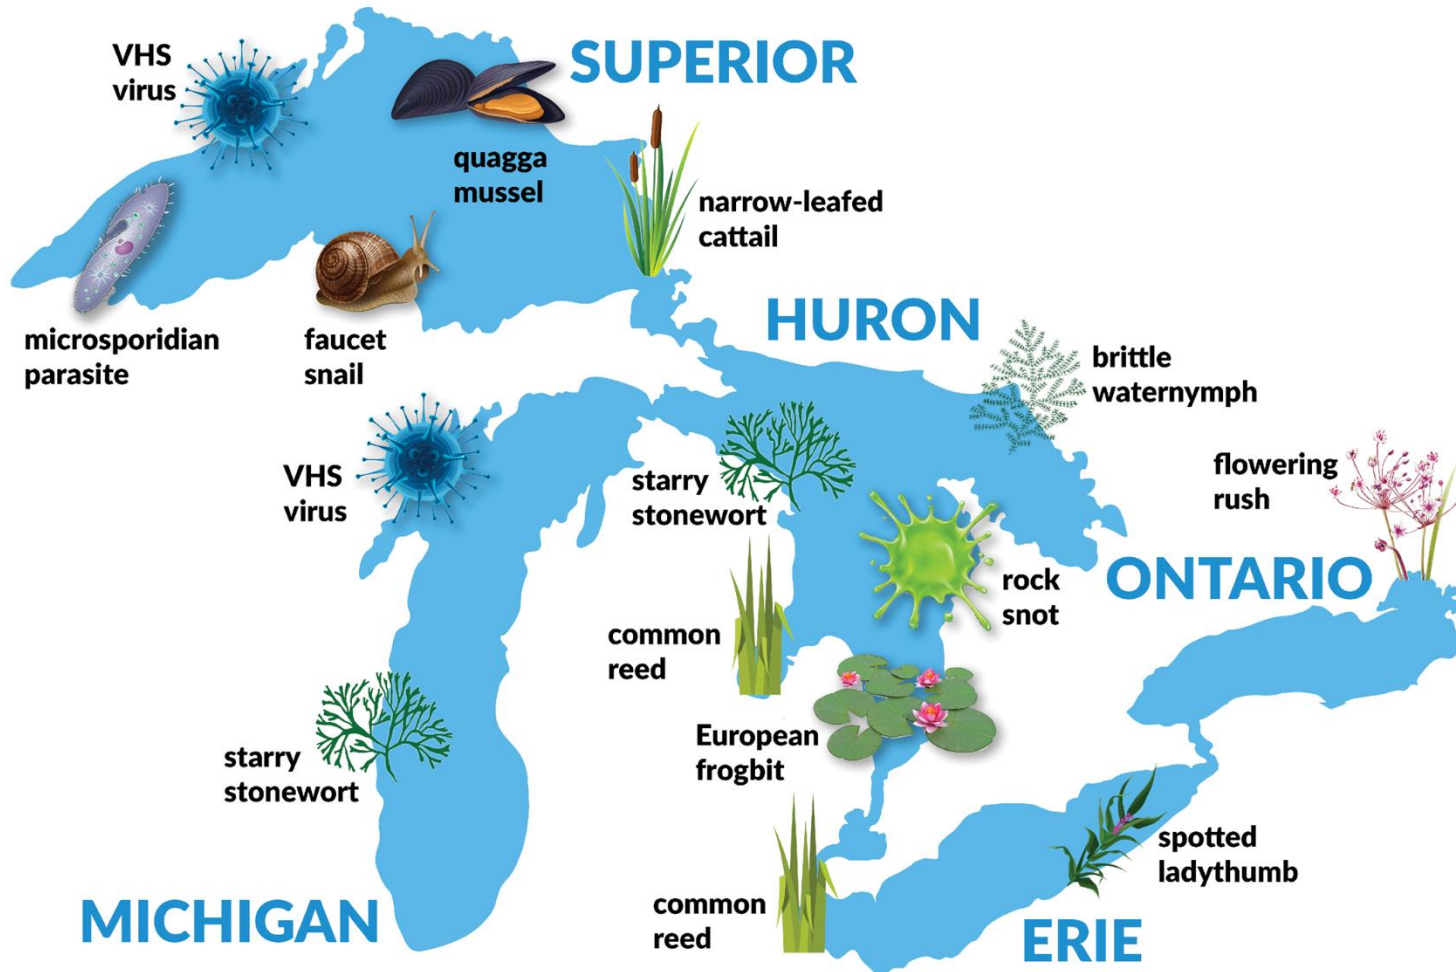 VHS
virus
SUPERIOR
quagga
mussel
narrow-leafed
cattail
microsporidian
parasite
faucet
snail
HURON
brittle
waternymph
VHS
virus
starry
stonewort
flowering
rush
rock
snot
ONTARIO
common
reed
European
frogbit
starry
stonewort
spotted
ladythumb
common
reed
MICHIGAN
ERIE